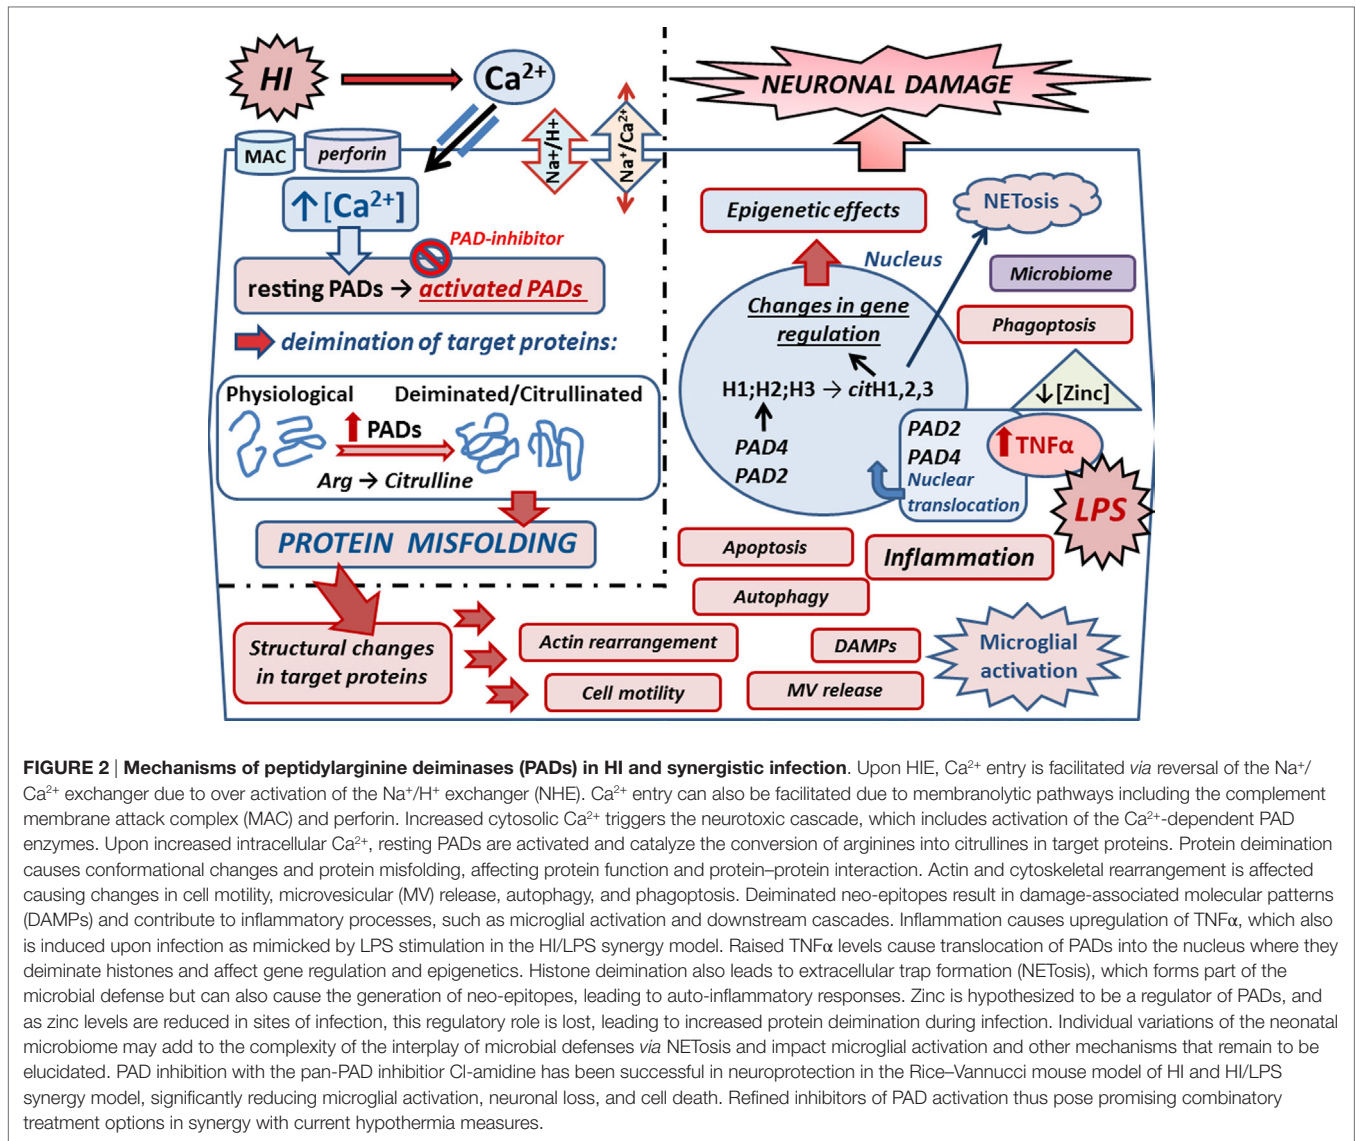 HI
Ca²⁺
Na+/H+
Na⁺/Ca²⁺
MAC
perforin
↑ [Ca²⁺]
PAD-inhibitor
resting PADs → activated PADs
deimination of target proteins:
Physiological
Deiminated/Citrullinated
PADs
Arg → Citrulline
PROTEIN MISFOLDING
Structural changes
in target proteins
Actin rearrangement
Cell motility
NEURONAL DAMAGE
Epigenetic effects
NETosis
Nucleus
Microbiome
Changes in gene
regulation
Phagoptosis
H1;H2;H3 → citH1,2,3
↓[Zinc]
PAD4
PAD2
PAD2
PAD4
Nuclear
translocation
TNFα
LPS
Apoptosis
Inflammation
Autophagy
DAMPs
MV release
Microglial
activation
FIGURE 2 | Mechanisms of peptidylarginine deiminases (PADs) in HI and synergistic infection. Upon HIE, Ca²⁺ entry is facilitated via reversal of the Na⁺/
Ca²⁺ exchanger due to over activation of the Na⁺/H⁺ exchanger (NHE). Ca²⁺ entry can also be facilitated due to membranolytic pathways including the complement
membrane attack complex (MAC) and perforin. Increased cytosolic Ca²⁺ triggers the neurotoxic cascade, which includes activation of the Ca²⁺-dependent PAD
enzymes. Upon increased intracellular Ca²⁺, resting PADs are activated and catalyze the conversion of arginines into citrullines in target proteins. Protein deimination
causes conformational changes and protein misfolding, affecting protein function and protein–protein interaction. Actin and cytoskeletal rearrangement is affected
causing changes in cell motility, microvesicular (MV) release, autophagy, and phagoptosis. Deiminated neo-epitopes result in damage-associated molecular patterns
(DAMPs) and contribute to inflammatory processes, such as microglial activation and downstream cascades. Inflammation causes upregulation of TNFα, which also
is induced upon infection as mimicked by LPS stimulation in the HI/LPS synergy model. Raised TNFα levels cause translocation of PADs into the nucleus where they
deiminate histones and affect gene regulation and epigenetics. Histone deimination also leads to extracellular trap formation (NETosis), which forms part of the
microbial defense but can also cause the generation of neo-epitopes, leading to auto-inflammatory responses. Zinc is hypothesized to be a regulator of PADs, and
as zinc levels are reduced in sites of infection, this regulatory role is lost, leading to increased protein deimination during infection. Individual variations of the neonatal
microbiome may add to the complexity of the interplay of microbial defenses via NETosis and impact microglial activation and other mechanisms that remain to be
elucidated. PAD inhibition with the pan-PAD inhibitior Cl-amidine has been successful in neuroprotection in the Rice–Vannucci mouse model of HI and HI/LPS
synergy model, significantly reducing microglial activation, neuronal loss, and cell death. Refined inhibitors of PAD activation thus pose promising combinatory
treatment options in synergy with current hypothermia measures.